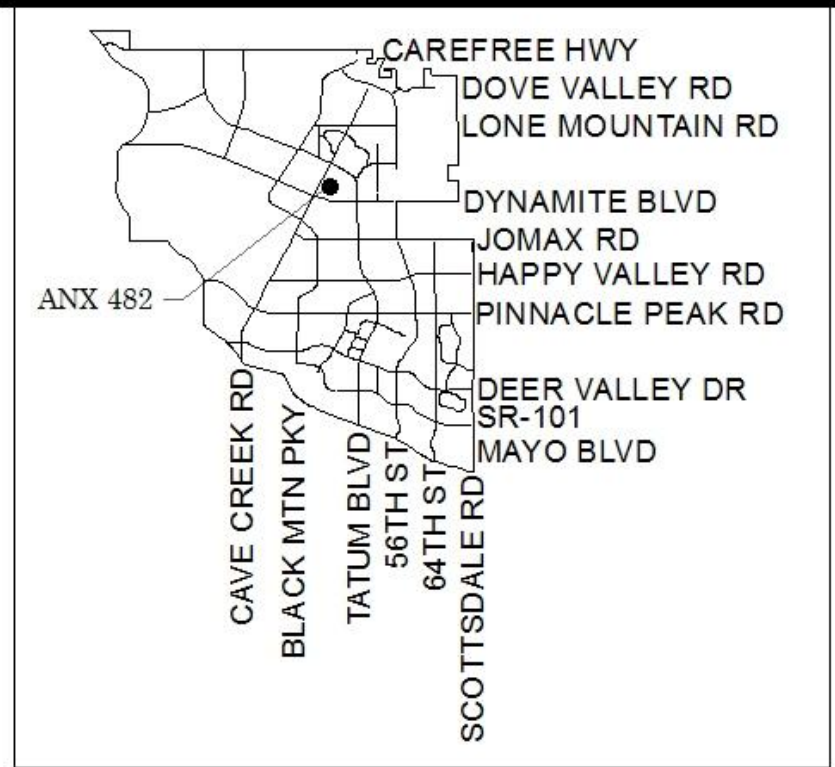 CAREFREE HWY
DOVE VALLEY RD
LONE MOUNTAIN RD
DYNAMITE BLVD
JOMAX RD
HAPPY VALLEY RD
ANX 482
PINNACLE PEAK RD
DEER VALLEY DR
SR-101
MAYO BLVD
CAVE CREEK RD
BLACK MTN PKY
TATUM BLVD
56TH ST
64TH ST
SCOTTSDALE RD